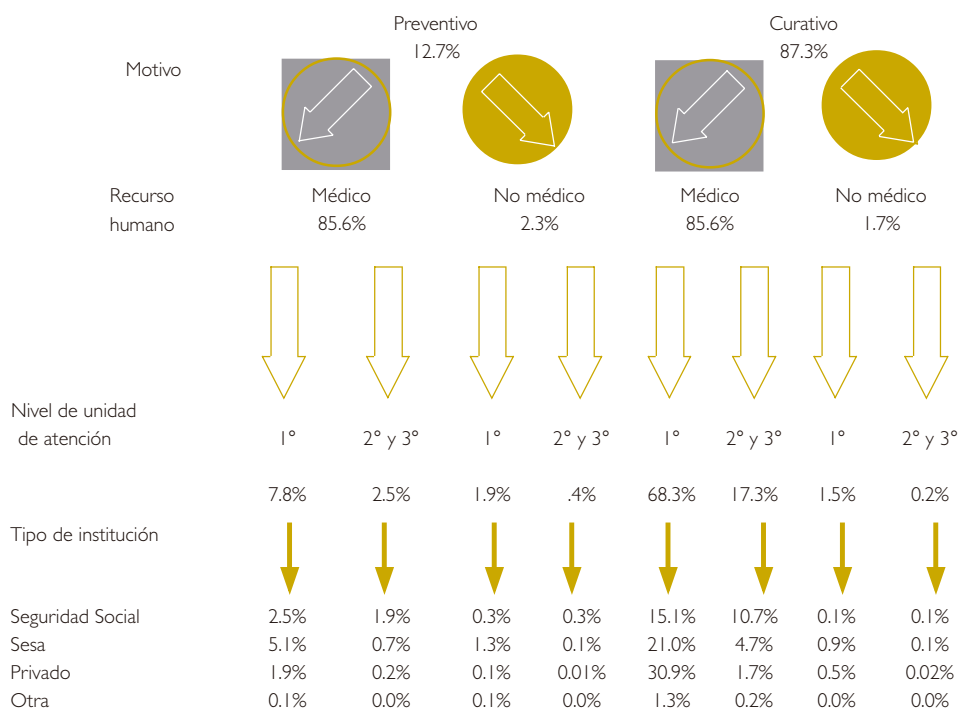 Preventivo Curativo
12.7% 87.3%
Motivo
Recurso Médico No médico Médico No médico
humano 85.6% 2.3% 85.6% 1.7%
Nivel de unidad
de atención 1° 2° y 3° 1° 2° y 3° 1° 2° y 3° 1° 2° y 3°
7.8% 2.5% 1.9% .4% 68.3% 17.3% 1.5% 0.2%
Tipo de institución
Seguridad Social 2.5% 1.9% 0.3% 0.3% 15.1% 10.7% 0.1% 0.1%
Sesa 5.1% 0.7% 1.3% 0.1% 21.0% 4.7% 0.9% 0.1%
Privado 1.9% 0.2% 0.1% 0.01% 30.9% 1.7% 0.5% 0.02%
Otra 0.1% 0.0% 0.1% 0.0% 1.3% 0.2% 0.0% 0.0%